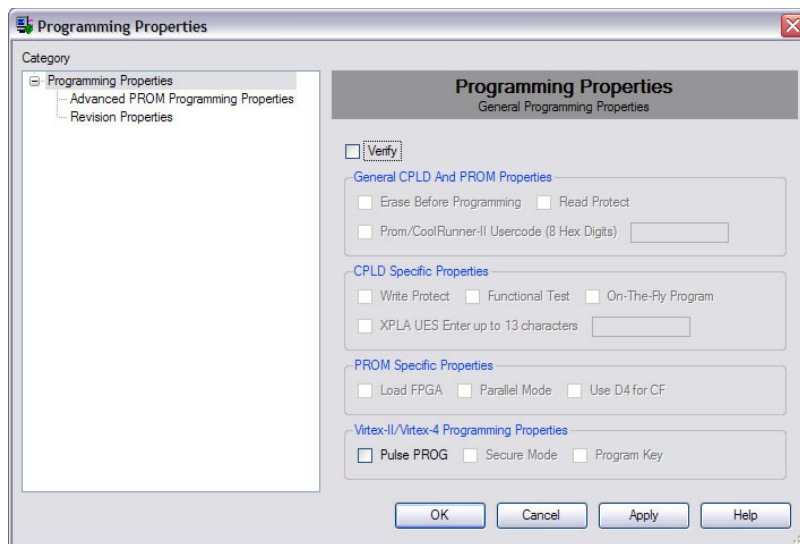 Programming Properties
Category
Programming Properties
Advanced PROM Programming Properties
Revision Properties
Programming Properties
General Programming Properties
Verify
General CPLD And PROM Properties
Erase Before Programming Read Protect
Prom/CoolRunner-II Usercode (8 Hex Digits)
CPLD Specific Properties
Write Protect Functional Test On-The-Fly Program
XPLA UES Enter up to 13 characters
PROM Specific Properties
Load FPGA Parallel Mode Use D4 for CF
Virtex-II/Virtex-4 Programming Properties
Pulse PROG Secure Mode Program Key
OK Cancel Apply Help